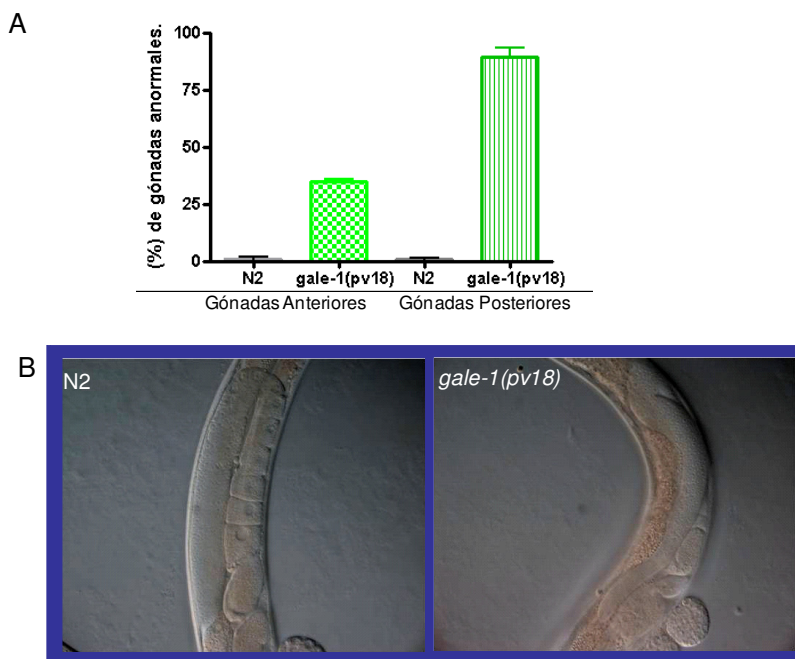 A
(%) de gónadas anormales.
100
75
50
25
0
N2 gale-1(pv18) N2 gale-1(pv18)
Gónadas Anteriores Gónadas Posteriores
B
N2
gale-1(pv18)